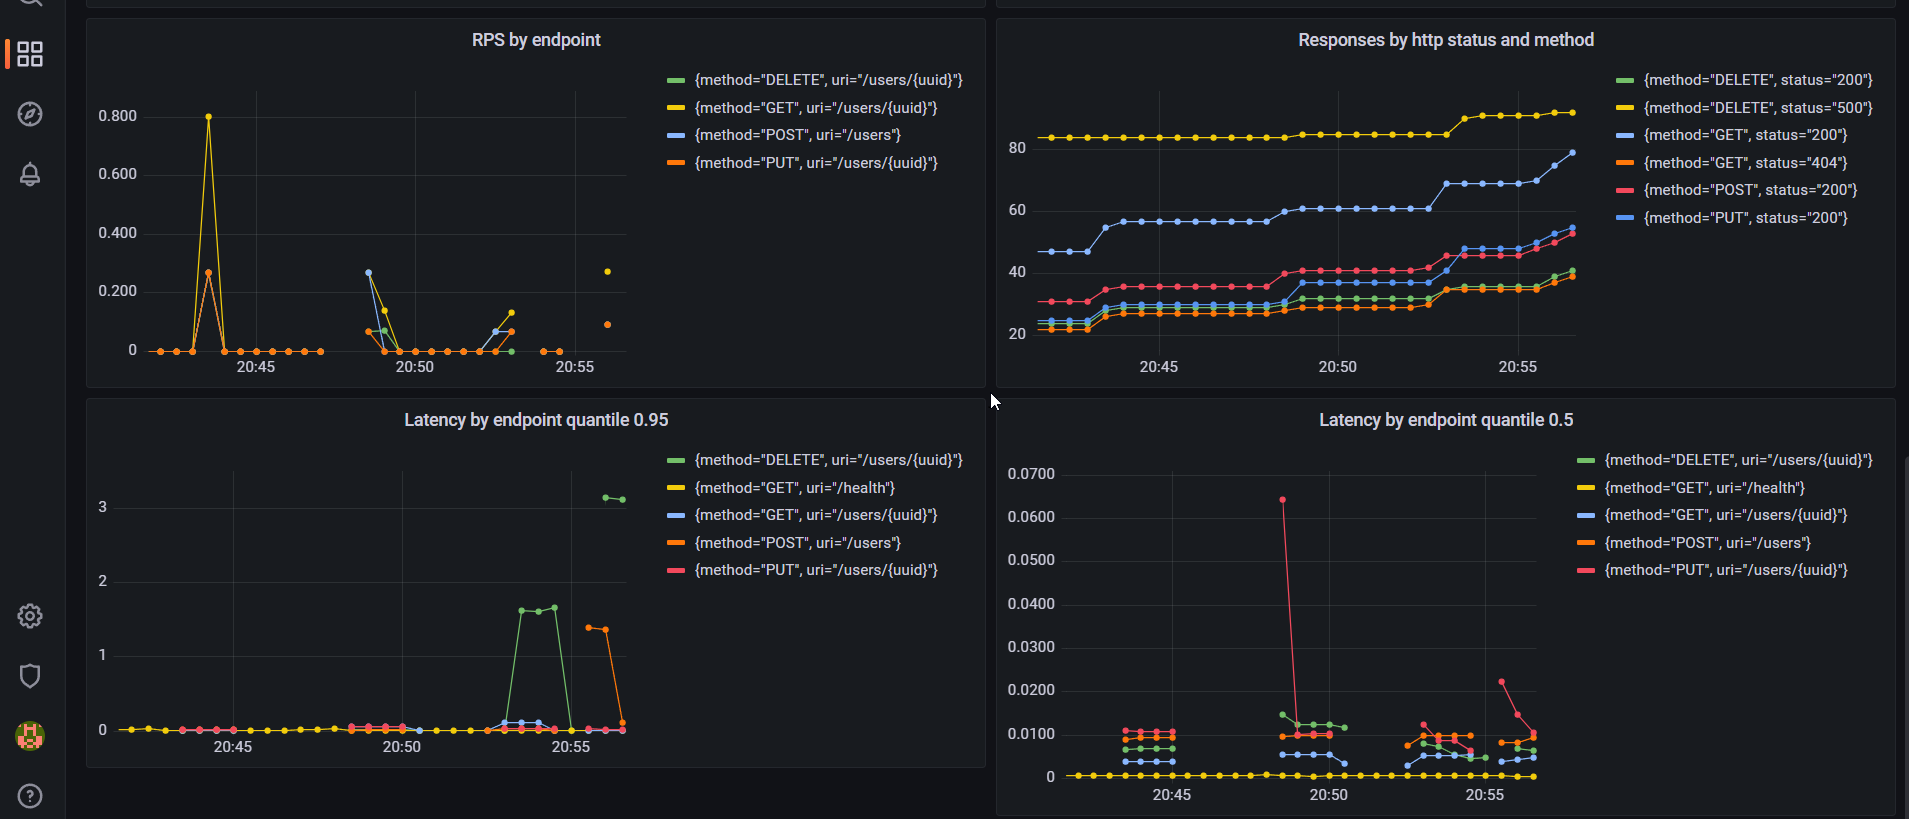 RPS by endpoint
0.800
0.600
0.400
0.200
0
20:45
20:50
20:55
{method="DELETE", uri="/users/{uuid}"}
{method="GET", uri="/users/{uuid}"}
{method="POST", uri="/users"}
{method="PUT", uri="/users/{uuid}"}
Responses by http status and method
80
60
40
20
20:45
20:50
20:55
{method="DELETE", status="200"}
{method="DELETE", status="500"}
{method="GET", status="200"}
{method="GET", status="404"}
{method="POST", status="200"}
{method="PUT", status="200"}
Latency by endpoint quantile 0.95
3
2
1
0
20:45
20:50
20:55
{method="DELETE", uri="/users/{uuid}"}
{method="GET", uri="/health"}
{method="GET", uri="/users/{uuid}"}
{method="POST", uri="/users"}
{method="PUT", uri="/users/{uuid}"}
Latency by endpoint quantile 0.5
0.0700
0.0600
0.0500
0.0400
0.0300
0.0200
0.0100
0
20:45
20:50
20:55
{method="DELETE", uri="/users/{uuid}"}
{method="GET", uri="/health"}
{method="GET", uri="/users/{uuid}"}
{method="POST", uri="/users"}
{method="PUT", uri="/users/{uuid}"}